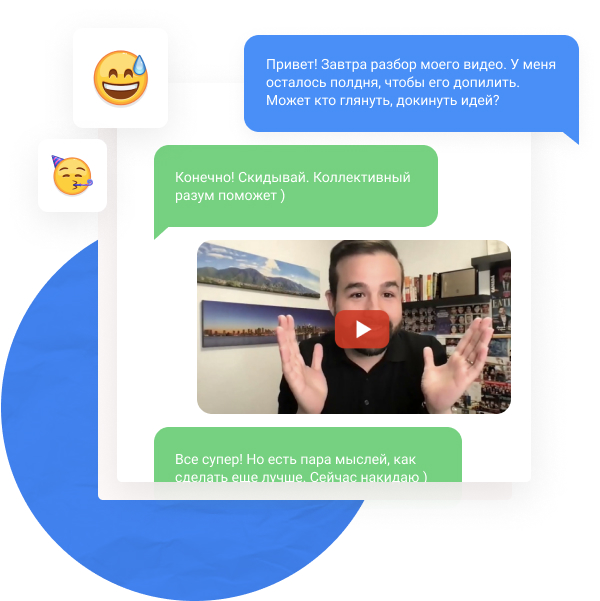 Привет! Завтра разбор моего видео. У меня
осталось полдня, чтобы его допилить.
Может кто глянуть, докинуть идей?
Конечно! Скидывай. Коллективный
разум поможет )
Все супер! Но есть пара мыслей, как
сделать еще лучше. Сейчас накидаю )